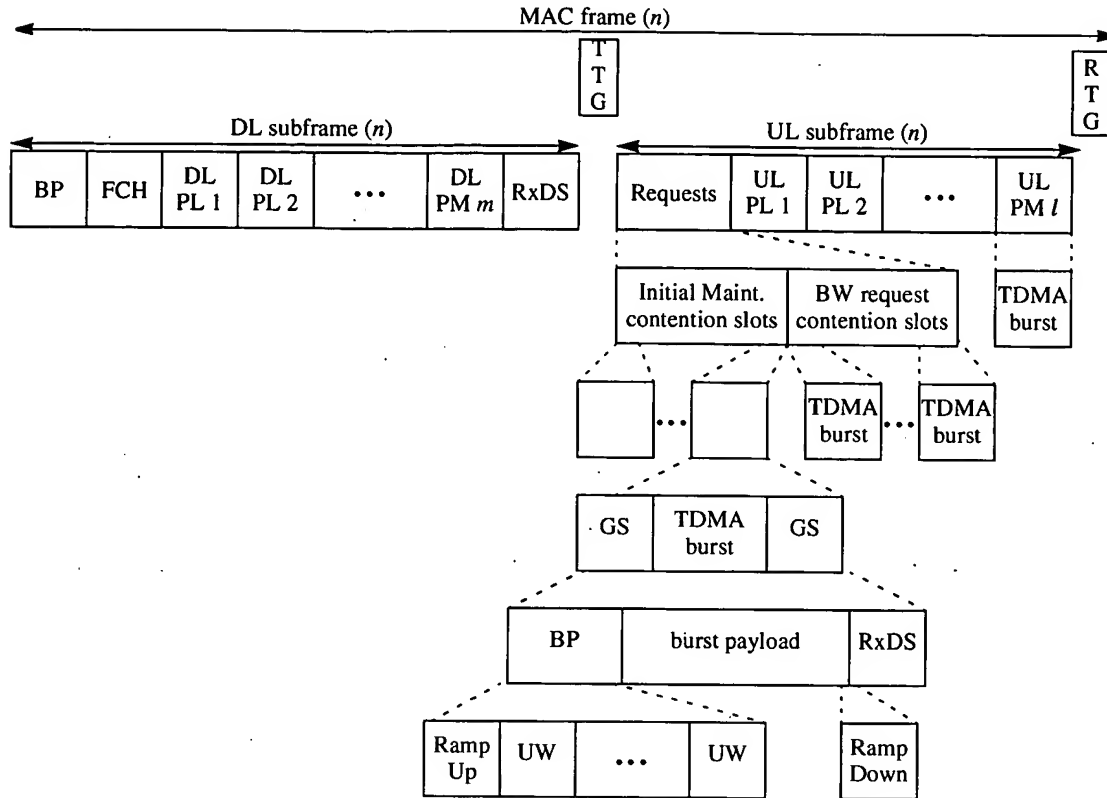 MAC frame (n)
T
T
G
R
T
G
DL subframe (n)
UL subframe (n)
BP
FCH
DL
PL 1
DL
PL 2
•••
DL
PM m
RxDS
Requests
UL
PL 1
UL
PL 2
•••
UL
PM l
Initial Maint.
contention slots
BW request
contention slots
TDMA
burst
•••
TDMA
burst
•••
TDMA
burst
GS
TDMA
burst
GS
BP
burst payload
RxDS
Ramp
Up
UW
•••
UW
Ramp
Down